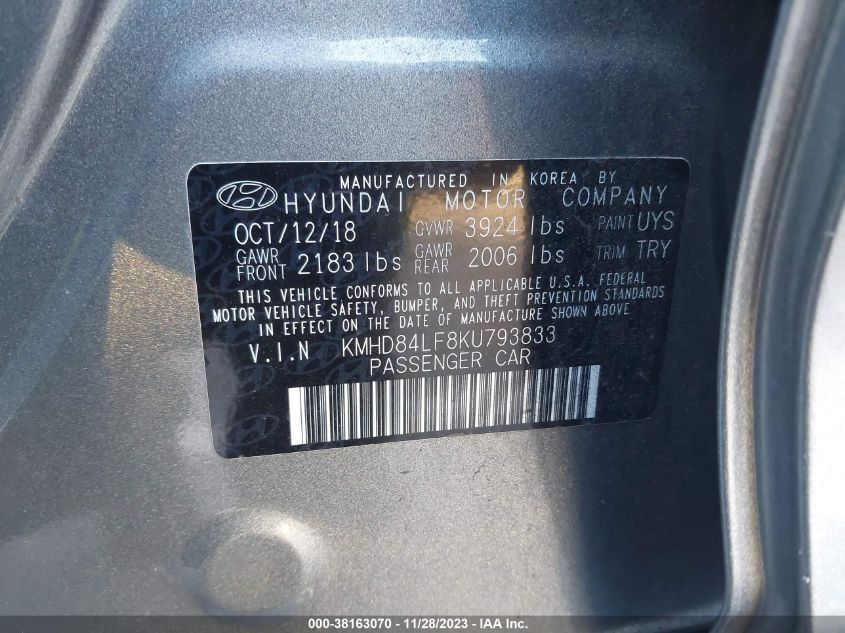 MANUFACTURED IN KOREA BY
HYUNDAI MOTOR COMPANY
OCT/12/18 GVWR 3924 lbs PAINT UYS
GAWR FRONT 2183 lbs GAWR REAR 2006 lbs TRIM TRY
THIS VEHICLE CONFORMS TO ALL APPLICABLE U.S.A. FEDERAL
MOTOR VEHICLE SAFETY, BUMPER, AND THEFT PREVENTION STANDARDS
IN EFFECT ON THE DATE OF MANUFACTURE SHOWN ABOVE
V.I.N KMHD84LF8KU793833
PASSENGER CAR
000-38163070 - 11/28/2023 - IAA Inc.